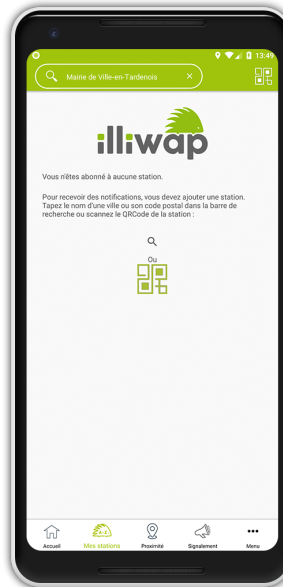 13:49
Mairie de Ville-en-Tardenois
illiwap
Vous n'êtes abonné à aucune station.
Pour recevoir des notifications, vous devez ajouter une station.
Tapez le nom d'une ville ou son code postal dans la barre de
recherche ou scannez le QRCode de la station :
Ou
A-Z
Accueil Mes stations Proximité Signalement Menu